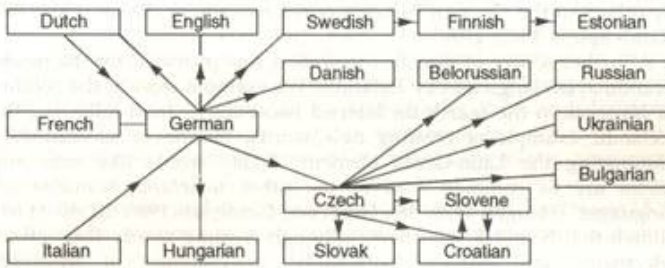 Dutch English Swedish Finnish Estonian
Danish Belorussian Russian
French German Ukrainian
Bulgarian
Czech Slovene
Italian Hungarian Slovak Croatian